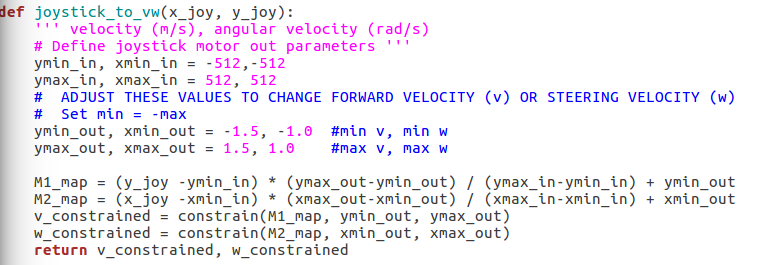 def joystick_to_vw(x_joy, y_joy):
    ''' velocity (m/s), angular velocity (rad/s)
    # Define joystick motor out parameters '''
    ymin_in, xmin_in = -512,-512
    ymax_in, xmax_in = 512, 512
    #  ADJUST THESE VALUES TO CHANGE FORWARD VELOCITY (v) OR STEERING VELOCITY (w)
    #  Set min = -max
    ymin_out, xmin_out = -1.5, -1.0  #min v, min w
    ymax_out, xmax_out = 1.5, 1.0    #max v, max w
    M1_map = (y_joy -ymin_in) * (ymax_out-ymin_out) / (ymax_in-ymin_in) + ymin_out
    M2_map = (x_joy -xmin_in) * (xmax_out-xmin_out) / (xmax_in-xmin_in) + xmin_out
    v_constrained = constrain(M1_map, ymin_out, ymax_out)
    w_constrained = constrain(M2_map, xmin_out, xmax_out)
    return v_constrained, w_constrained